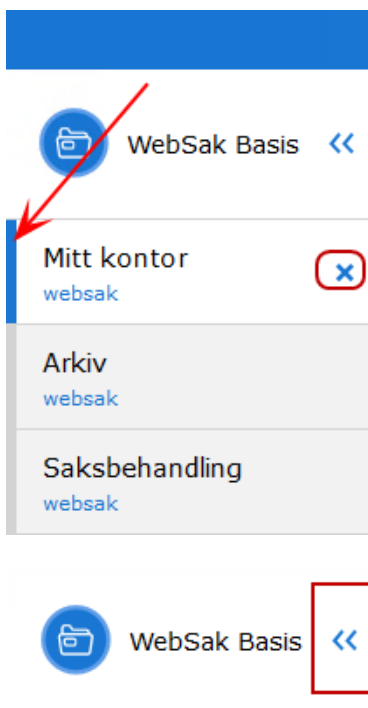 WebSak Basis
Mitt kontor
websak
Arkiv
websak
Saksbehandling
websak
WebSak Basis